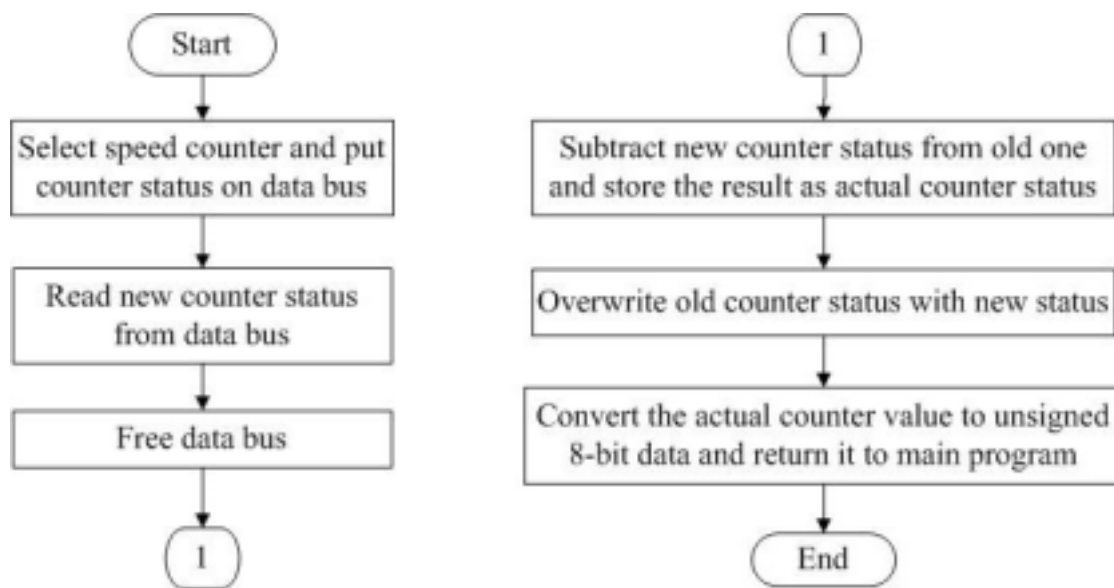 Start
Select speed counter and put
counter status on data bus
Read new counter status
from data bus
Free data bus
1
1
Subtract new counter status from old one
and store the result as actual counter status
Overwrite old counter status with new status
Convert the actual counter value to unsigned
8-bit data and return it to main program
End